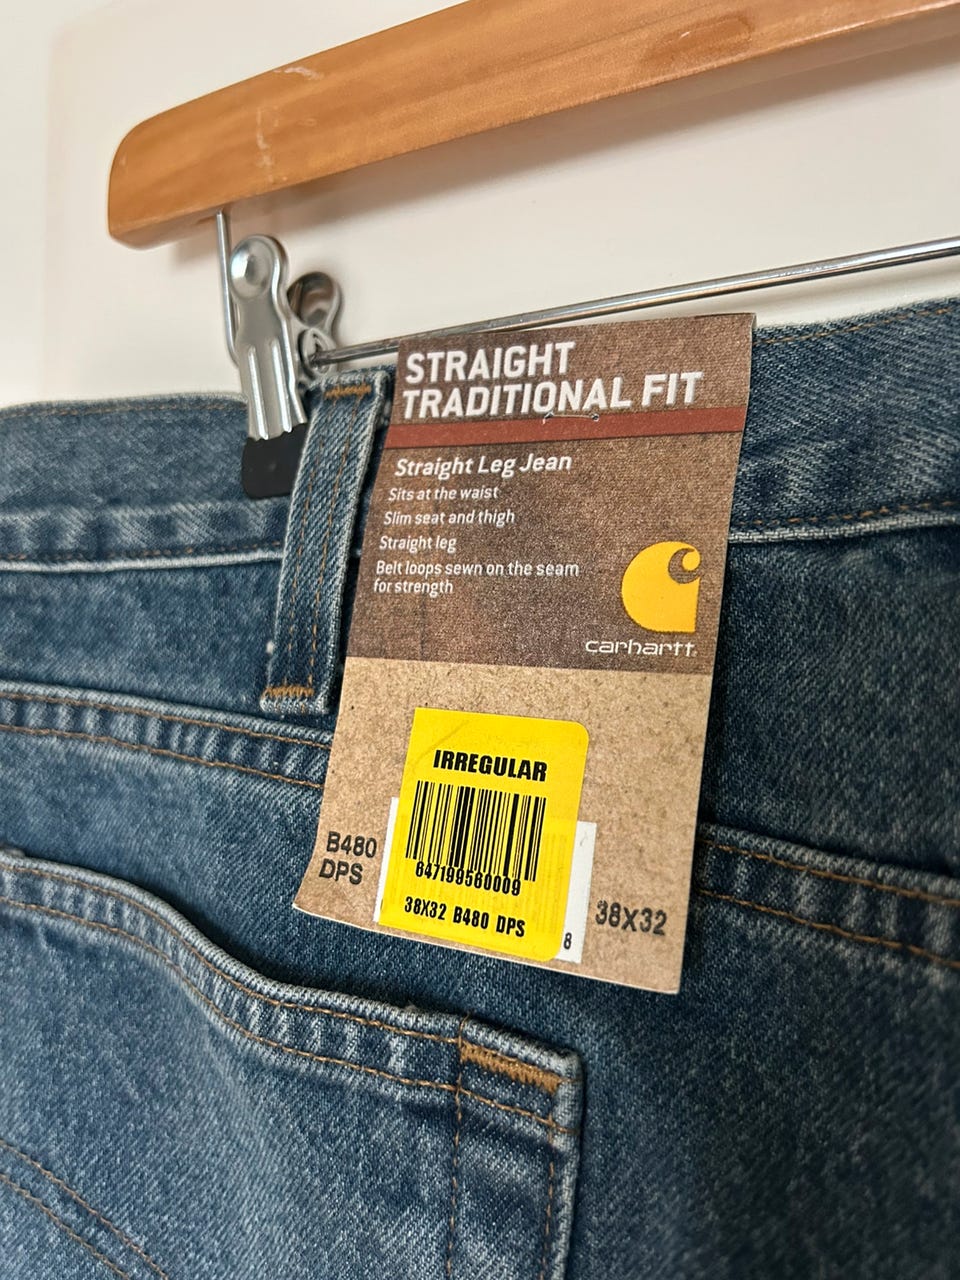 STRAIGHT
TRADITIONAL FIT
Straight Leg Jean
Sits at the waist
Slim seat and thigh
Straight leg
Belt loops sewn on the seam
for strength
carhartt
IRREGULAR
647199560009
38X32 B480 DPS
B480
DPS
8
38X32